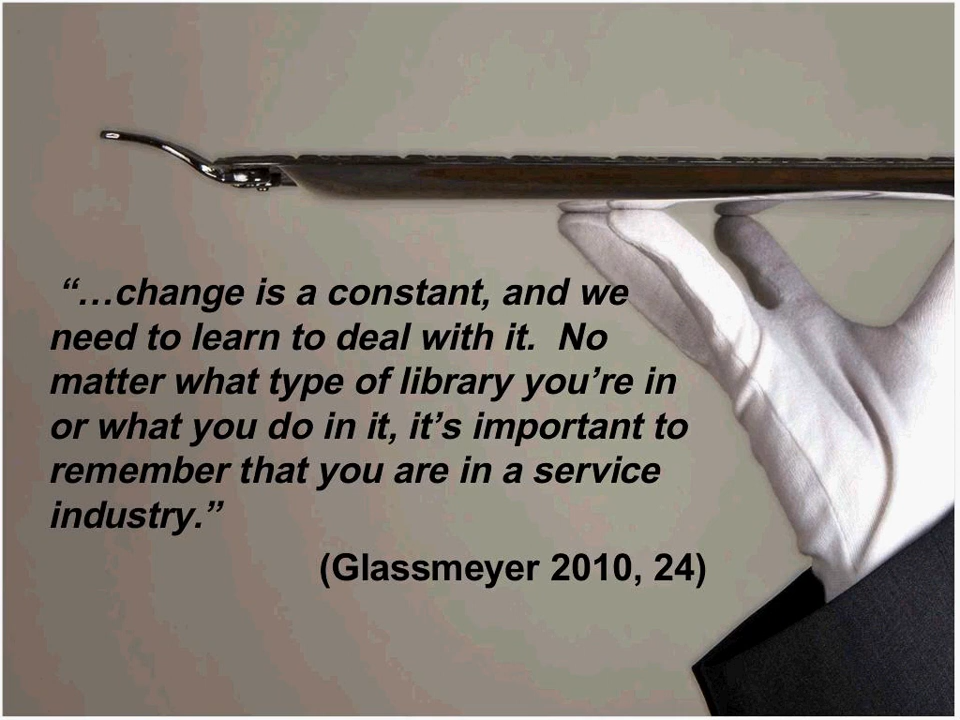 “…change is a constant, and we
need to learn to deal with it.  No
matter what type of library you’re in
or what you do in it, it’s important to
remember that you are in a service
industry.”
(Glassmeyer 2010, 24)